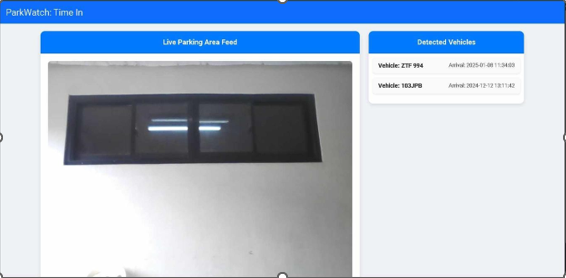 ParkWatch: Time In
Live Parking Area Feed
Detected Vehicles
Vehicle: ZTF 994 Arrival: 2025-01-08 11:34:03
Vehicle: 103JPB Arrival: 2024-12-12 13:11:42